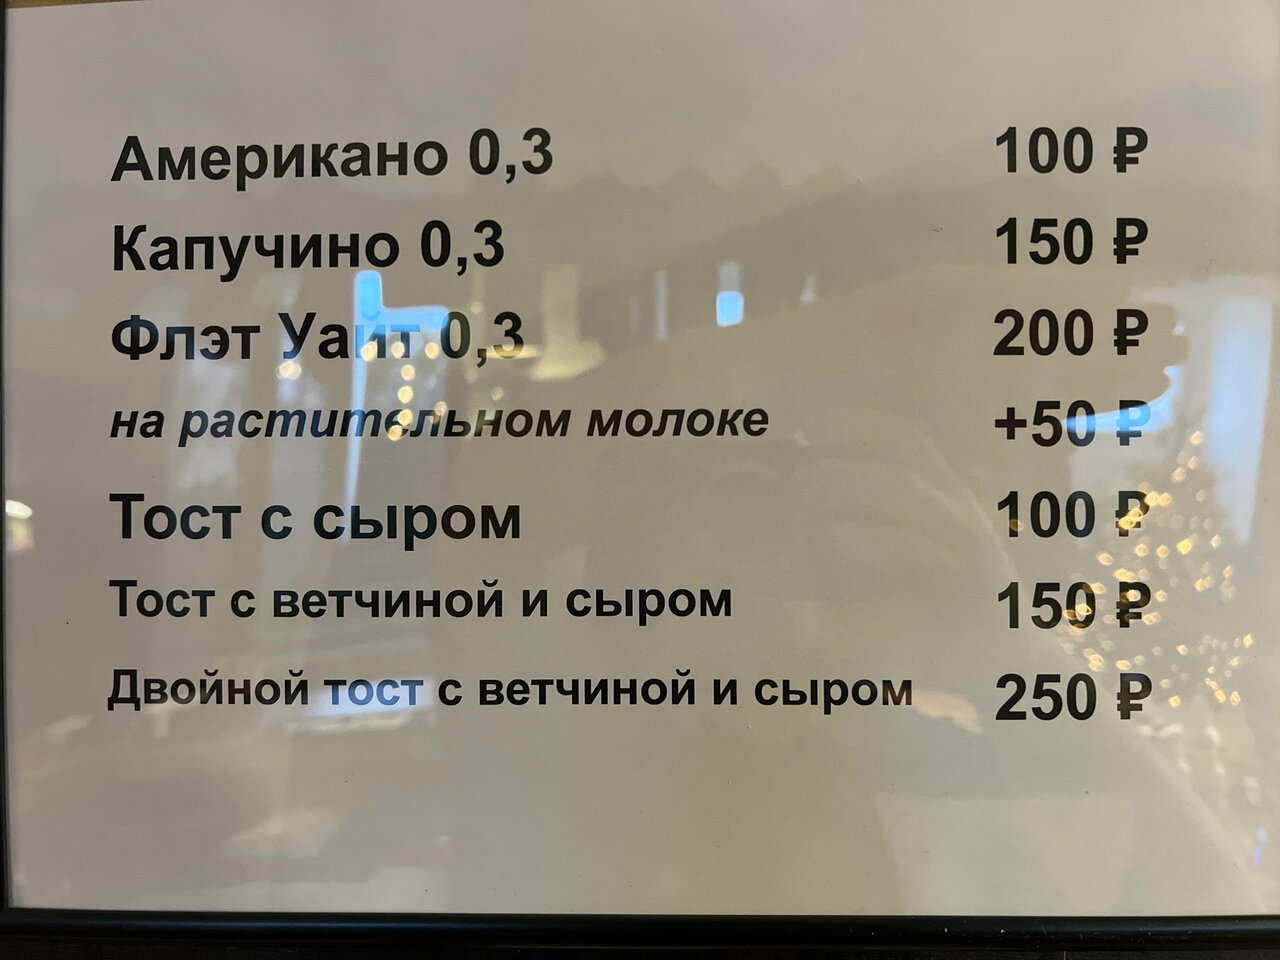 Американо 0,3 100 ₽
Капучино 0,3 150 ₽
Флэт Уайт 0,3 200 ₽
на растительном молоке +50 ₽
Тост с сыром 100 ₽
Тост с ветчиной и сыром 150 ₽
Двойной тост с ветчиной и сыром 250 ₽